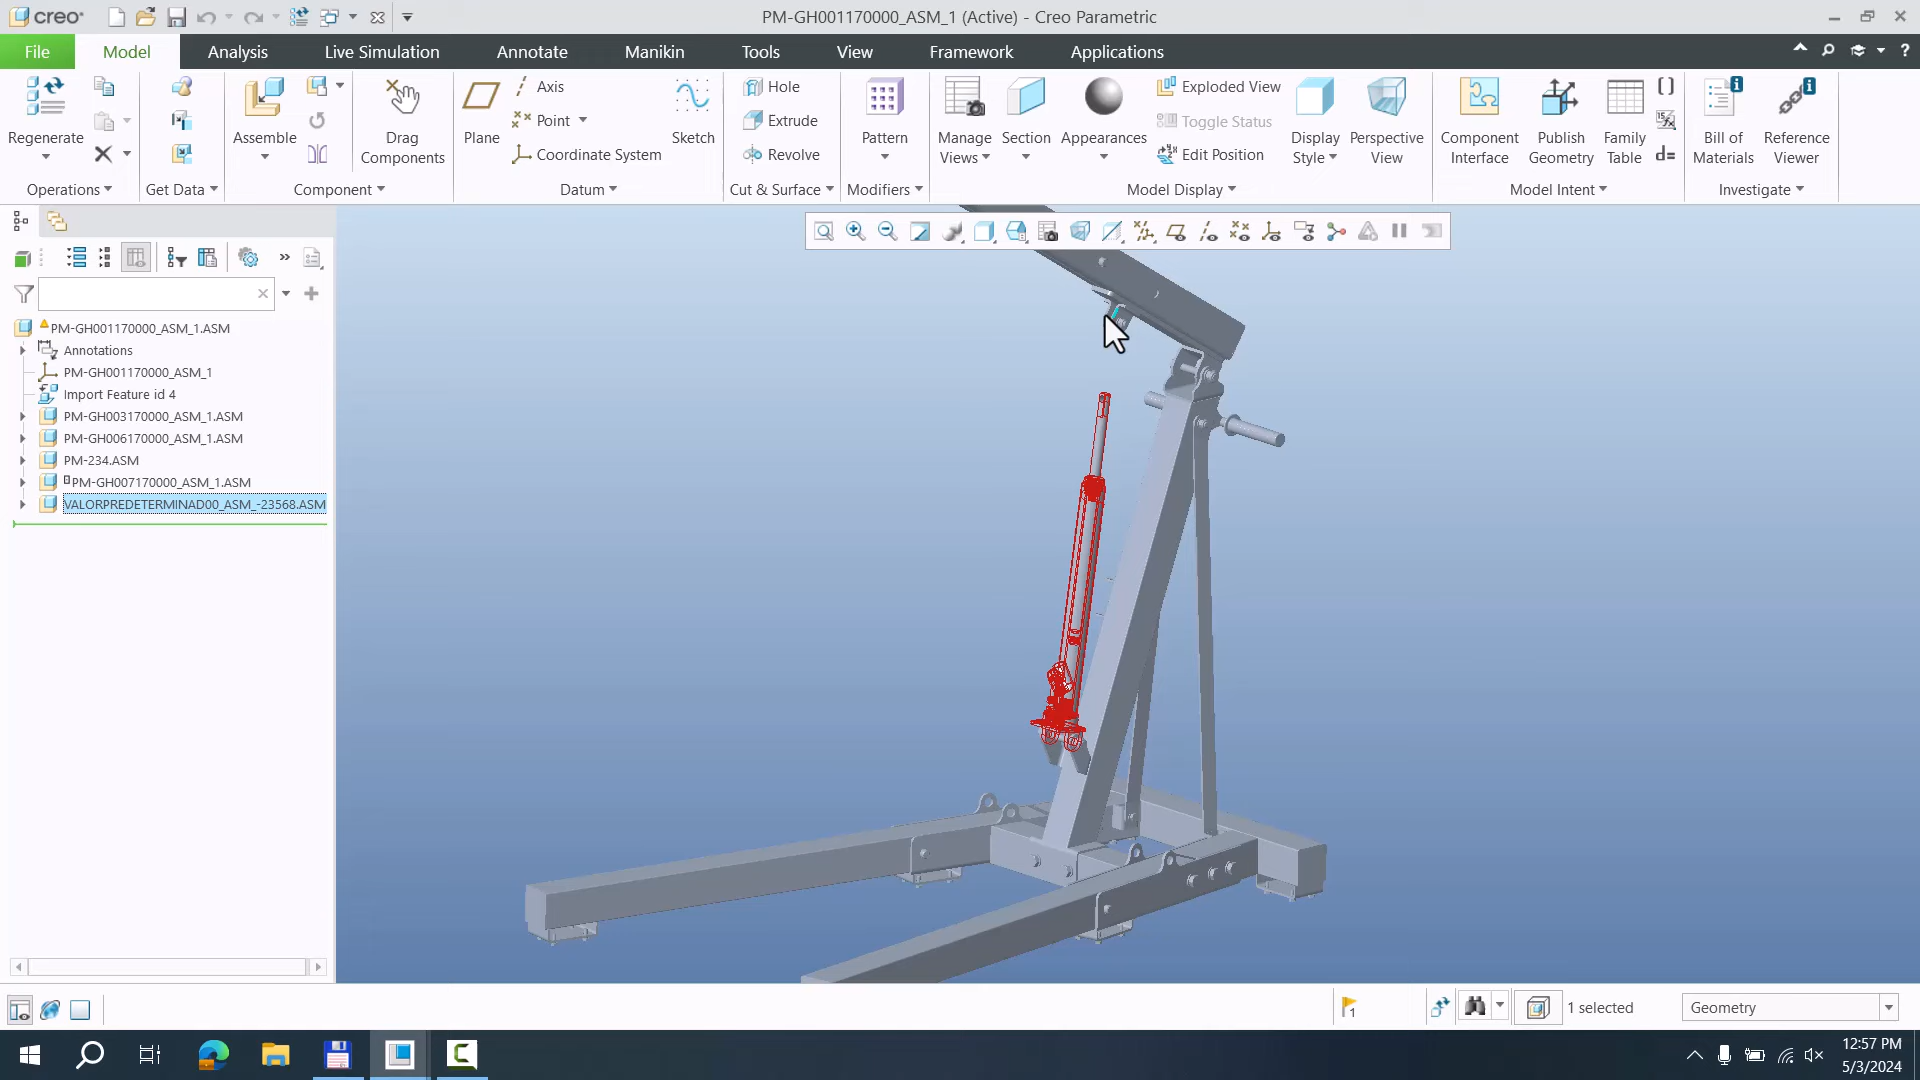 creo®
PM-GH001170000_ASM_1 (Active) - Creo Parametric
File
Model
Analysis
Live Simulation
Annotate
Manikin
Tools
View
Framework
Applications
Regenerate
Operations
Get Data
Assemble
Drag Components
Component
Plane
Axis
Point
Coordinate System
Sketch
Datum
Hole
Extrude
Revolve
Cut & Surface
Pattern
Modifiers
Manage Views
Section
Appearances
Exploded View
Toggle Status
Edit Position
Display Style
Perspective View
Model Display
Component Interface
Publish Geometry
Family Table
Model Intent
Bill of Materials
Reference Viewer
Investigate
PM-GH001170000_ASM_1.ASM
Annotations
PM-GH001170000_ASM_1
Import Feature id 4
PM-GH003170000_ASM_1.ASM
PM-GH006170000_ASM_1.ASM
PM-234.ASM
PM-GH007170000_ASM_1.ASM
VALORPREDETERMINAD00_ASM_-23568.ASM
1
1 selected
Geometry
12:57 PM
5/3/2024